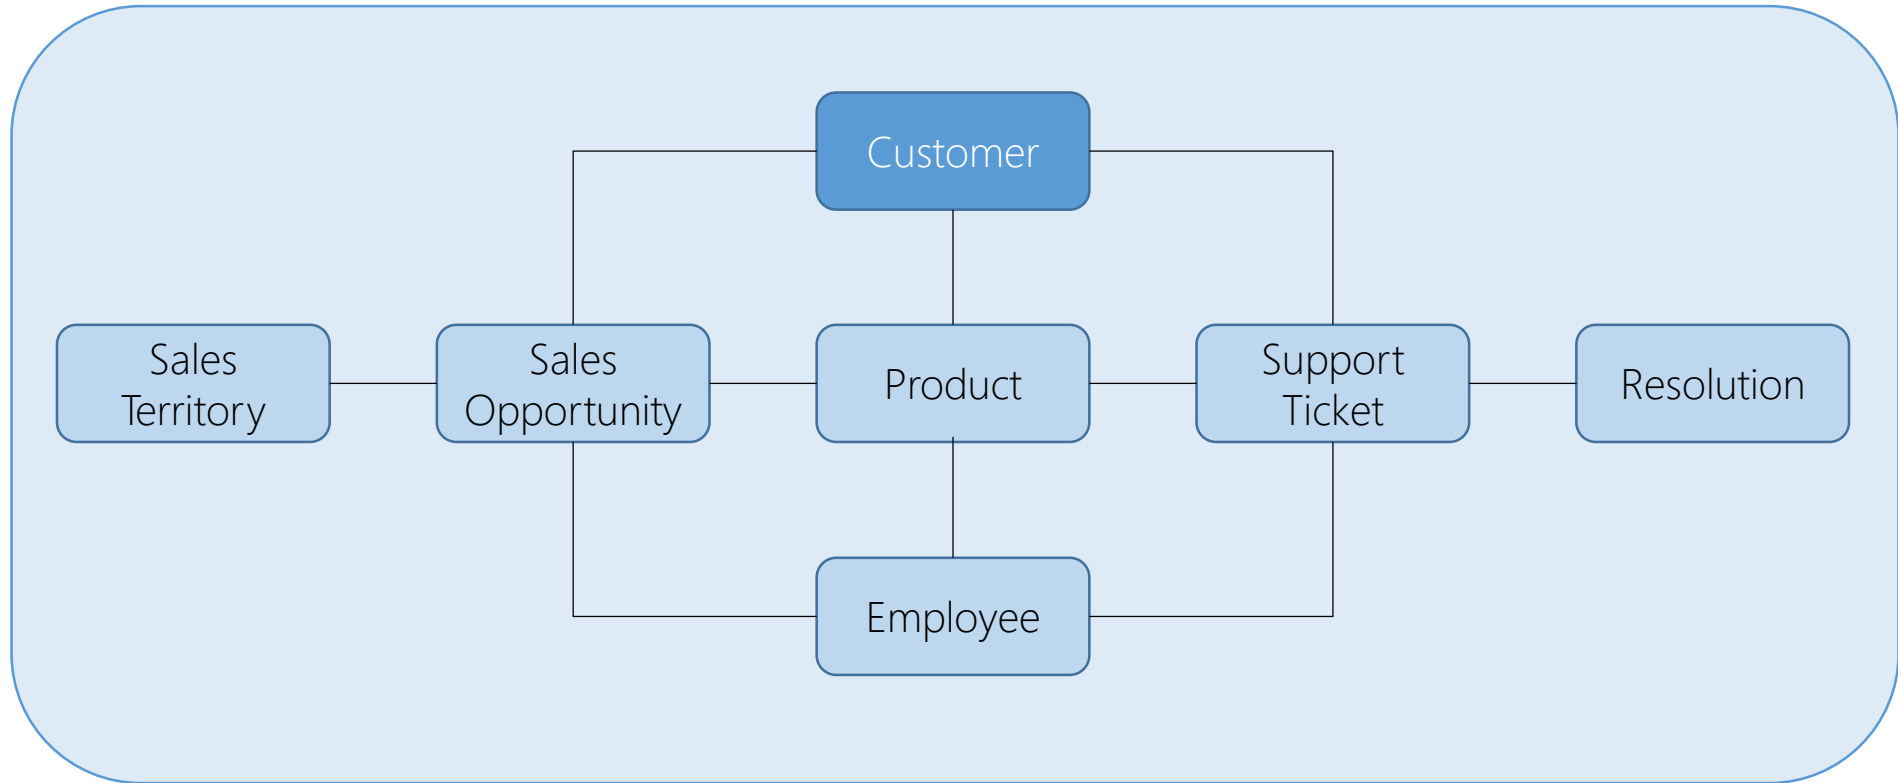 Customer
Sales
Territory
Sales
Opportunity
Product
Support
Ticket
Resolution
Employee